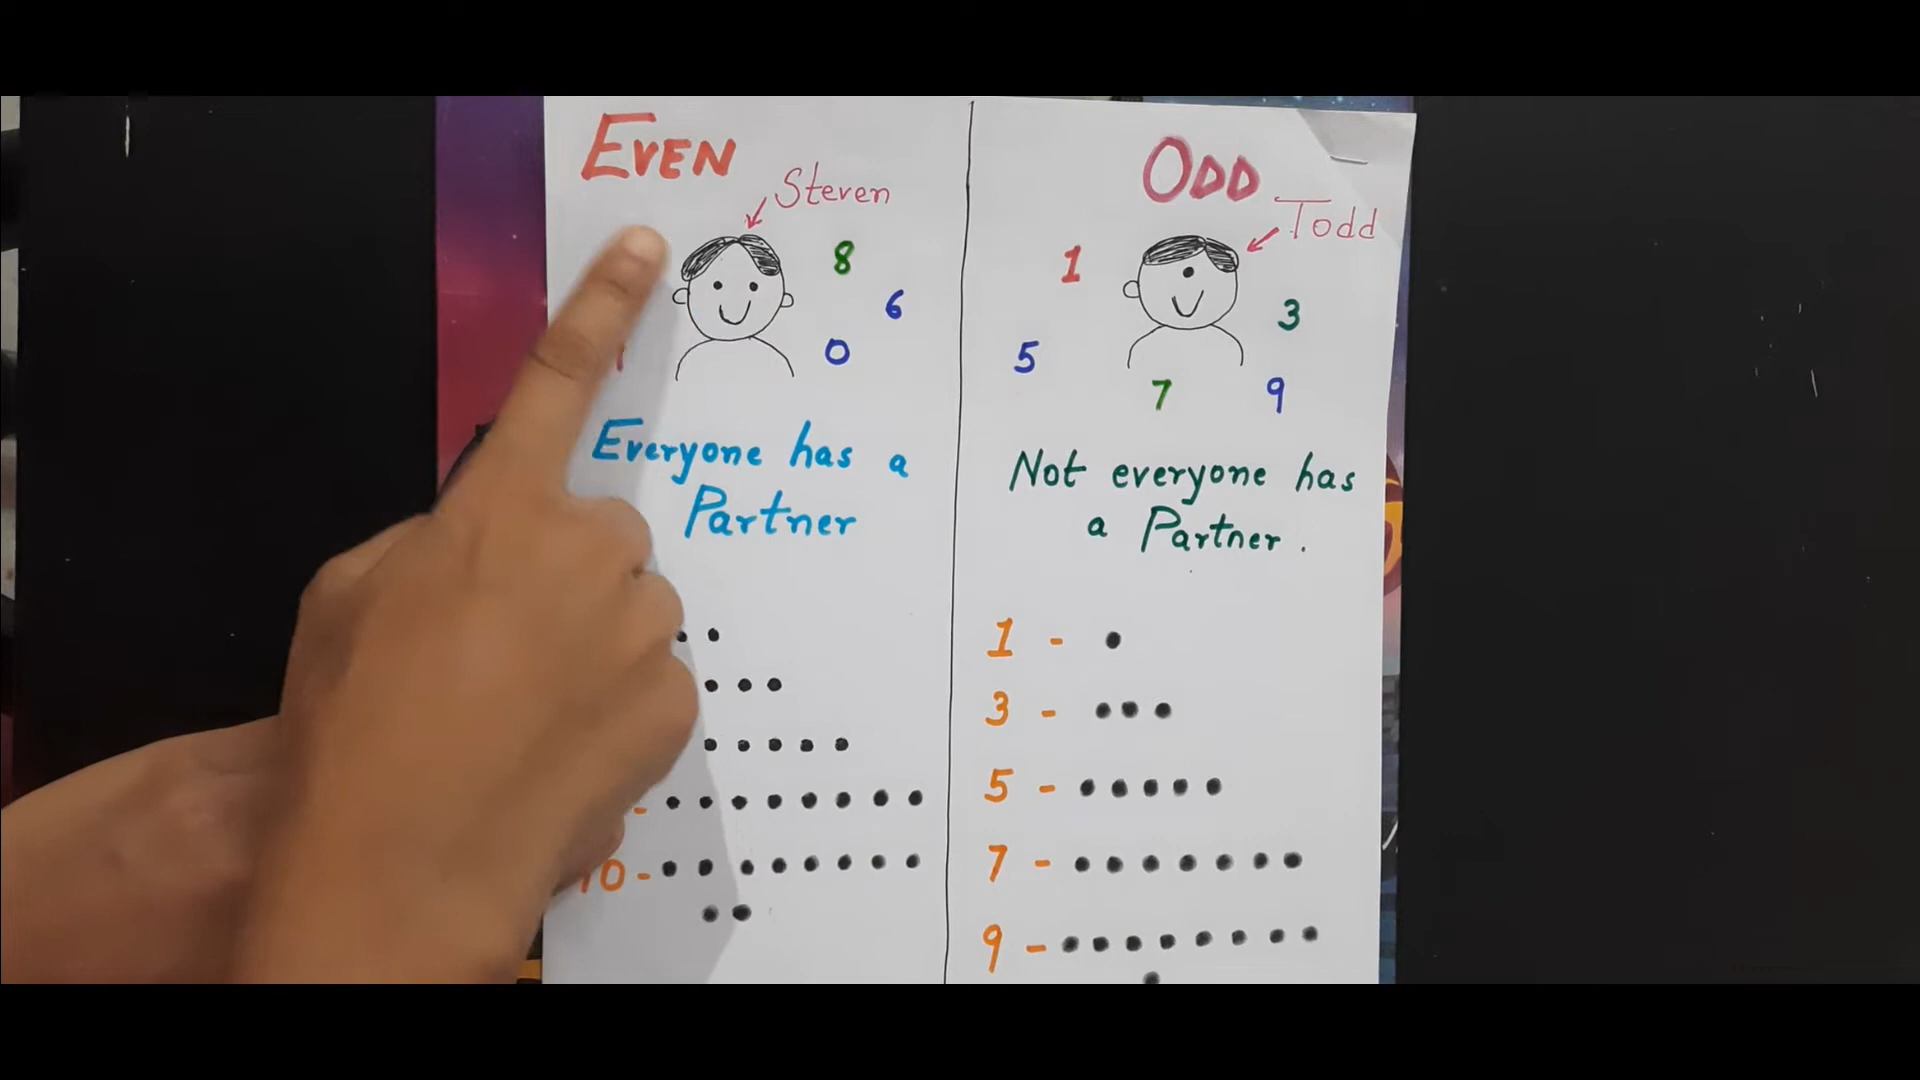 EVEN
Steven
8
6
0
Everyone has a
Partner
-
10 -
ODD
Todd
1
3
5
7
9
Not everyone has
a Partner.
1 -
3 -
5 -
7 -
9 -